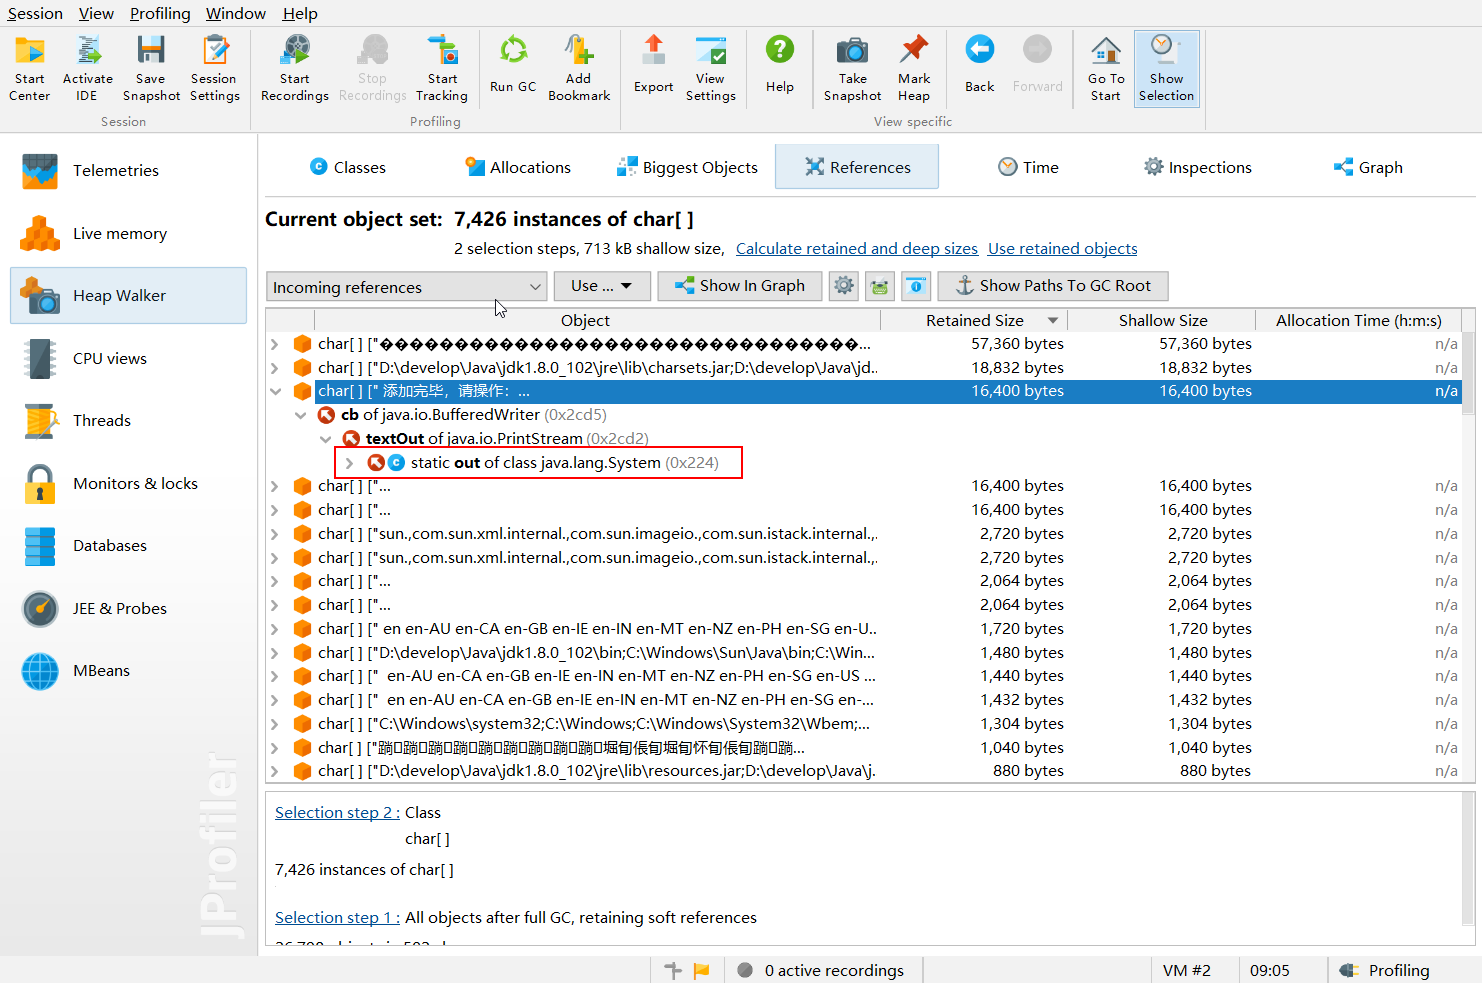 Session View Profiling Window Help
Start Center
Activate IDE
Save Snapshot
Session Settings
Start Recordings
Stop Recordings
Start Tracking
Run GC
Add Bookmark
Export
View Settings
Help
Take Snapshot
Mark Heap
Back
Forward
Go To Start
Show Selection
Session
Profiling
View specific
Telemetries
Live memory
Heap Walker
CPU views
Threads
Monitors & locks
Databases
JEE & Probes
MBeans
JProfiler
Classes Allocations Biggest Objects References Time Inspections Graph
Current object set: 7,426 instances of char[ ]
2 selection steps, 713 kB shallow size, Calculate retained and deep sizes Use retained objects
Incoming references Use ... Show In Graph Show Paths To GC Root
Object Retained Size Shallow Size Allocation Time (h:m:s)
char[ ] ["��������������������������������... 57,360 bytes 57,360 bytes n/a
char[ ] ["D:\develop\Java\jdk1.8.0_102\jre\lib\charsets.jar;D:\develop\Java\jd.. 18,832 bytes 18,832 bytes n/a
char[ ] [" 添加完毕，请操作：... 16,400 bytes 16,400 bytes n/a
cb of java.io.BufferedWriter (0x2cd5)
textOut of java.io.PrintStream (0x2cd2)
static out of class java.lang.System (0x224)
char[ ] ["... 16,400 bytes 16,400 bytes n/a
char[ ] ["... 16,400 bytes 16,400 bytes n/a
char[ ] ["sun.,com.sun.xml.internal.,com.sun.imageio.,com.sun.istack.internal.,. 2,720 bytes 2,720 bytes n/a
char[ ] ["sun.,com.sun.xml.internal.,com.sun.imageio.,com.sun.istack.internal.,. 2,720 bytes 2,720 bytes n/a
char[ ] ["... 2,064 bytes 2,064 bytes n/a
char[ ] ["... 2,064 bytes 2,064 bytes n/a
char[ ] [" en en-AU en-CA en-GB en-IE en-IN en-MT en-NZ en-PH en-SG en-U.. 1,720 bytes 1,720 bytes n/a
char[ ] ["D:\develop\Java\jdk1.8.0_102\bin;C:\Windows\Sun\Java\bin;C:\Win... 1,480 bytes 1,480 bytes n/a
char[ ] ["  en-AU en-CA en-GB en-IE en-IN en-MT en-NZ en-PH en-SG en-US ... 1,440 bytes 1,440 bytes n/a
char[ ] ["  en en-AU en-CA en-GB en-IE en-IN en-MT en-NZ en-PH en-SG en-... 1,432 bytes 1,432 bytes n/a
char[ ] ["C:\Windows\system32;C:\Windows;C:\Windows\System32\Wbem;... 1,304 bytes 1,304 bytes n/a
char[ ] [" 1,040 bytes 1,040 bytes n/a
char[ ] ["D:\develop\Java\jdk1.8.0_102\jre\lib\resources.jar;D:\develop\Java\j. 880 bytes 880 bytes n/a
Selection step 2 : Class
char[ ]
7,426 instances of char[ ]
Selection step 1 : All objects after full GC, retaining soft references
0 active recordings VM #2 09:05 Profiling